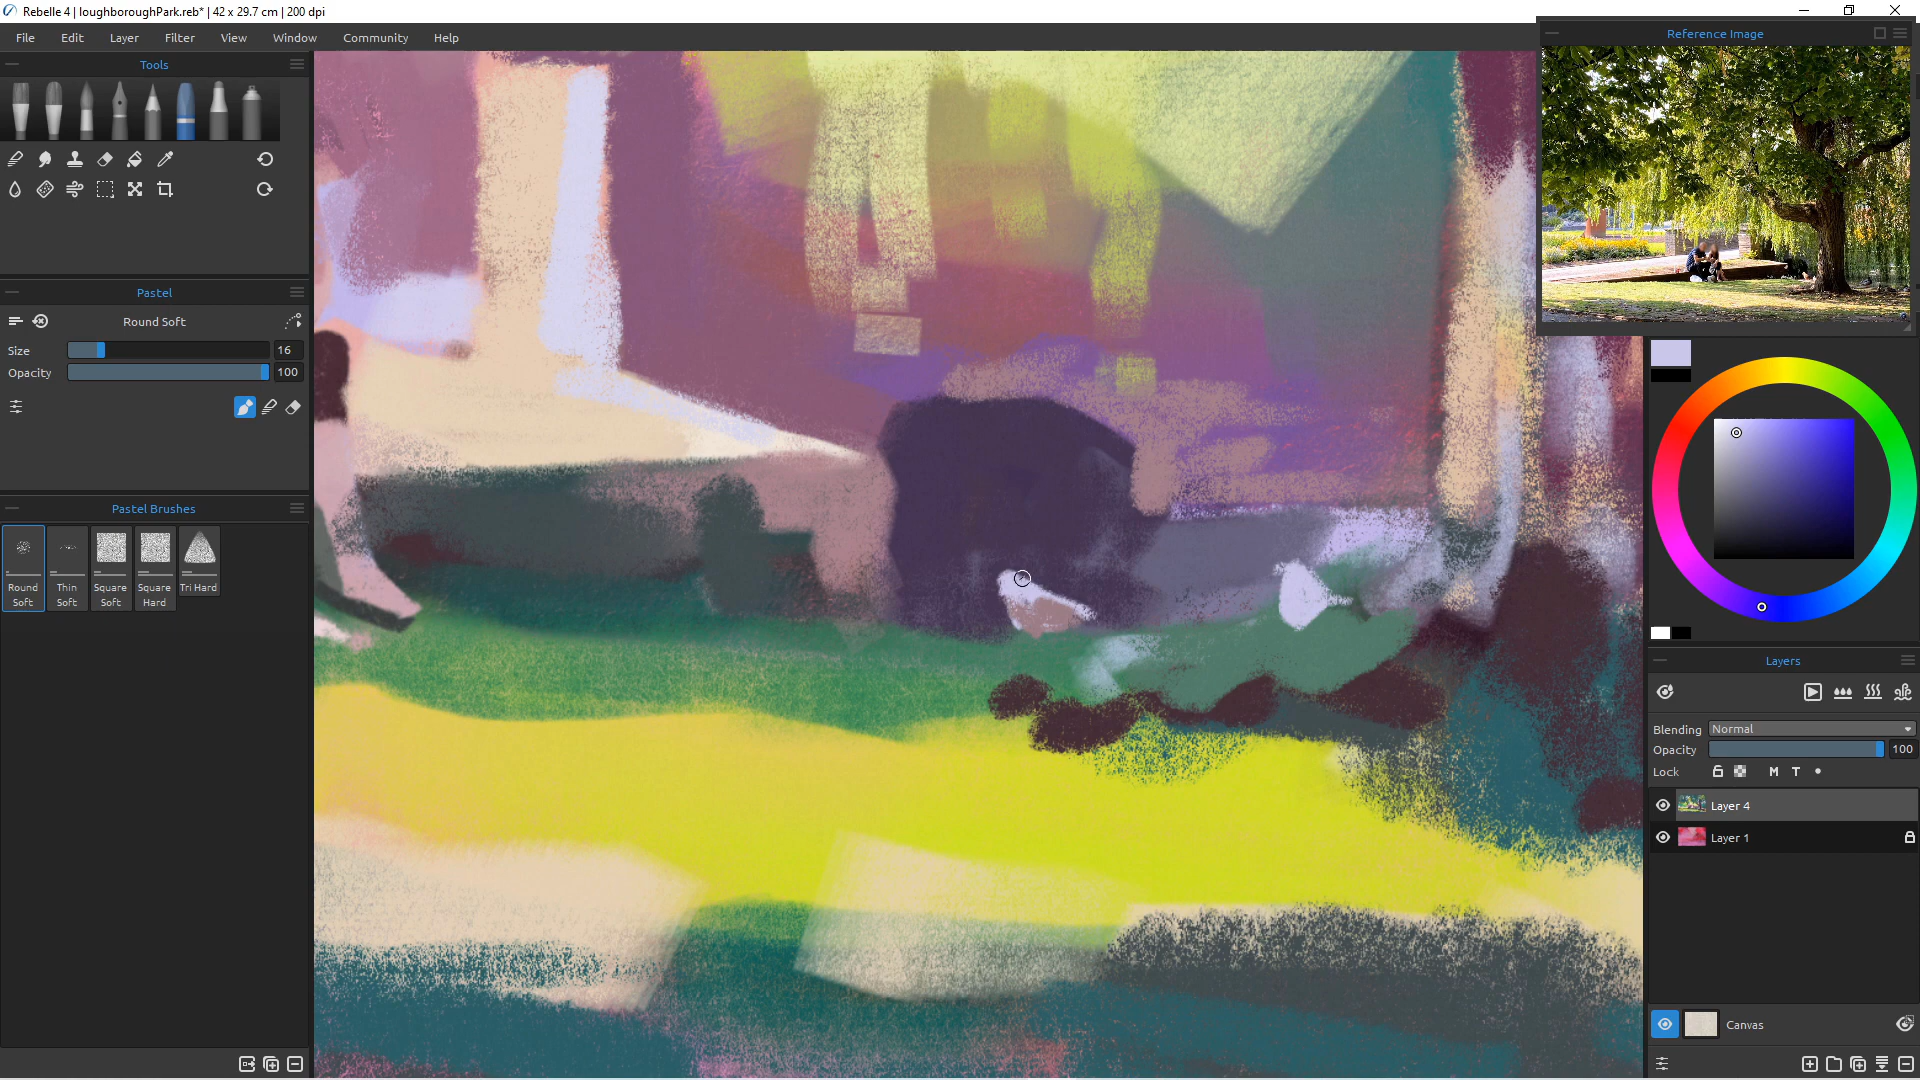 Rebelle 4 | loughboroughPark.reb* | 42 x 29.7 cm | 200 dpi
File Edit Layer Filter View Window Community Help
Tools
Reference Image
Pastel
Round Soft
Size 16
Opacity 100
Pastel Brushes
Round Soft
Thin Soft
Square Soft
Square Hard
Tri Hard
Layers
Blending Normal
Opacity 100
Lock M T
Layer 4
Layer 1
Canvas